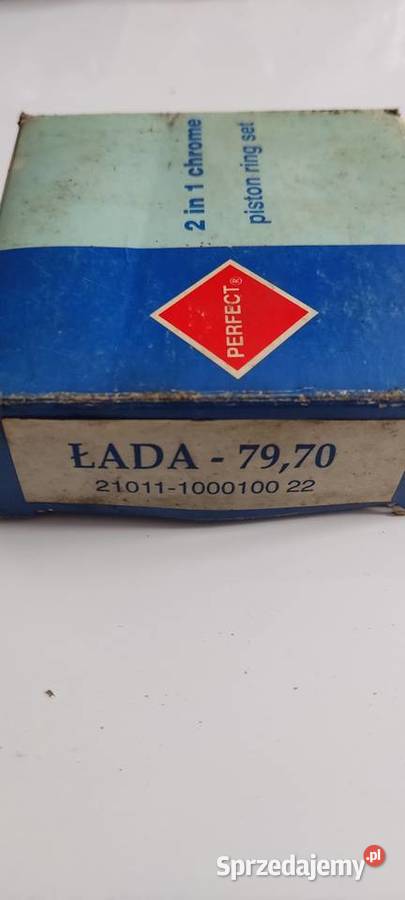 2 in 1 chrome
piston ring set
PERFECT®
ŁADA - 79,70
21011-1000100 22
Sprzedajemy.pl